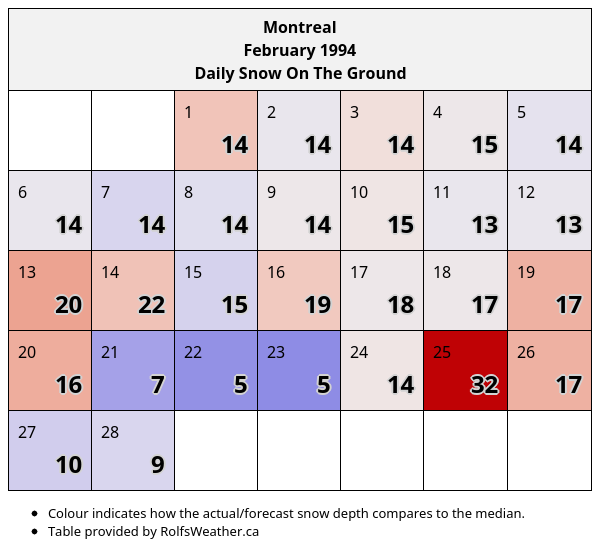 Montreal
February 1994
Daily Snow On The Ground
1 2 3 4 5
14 14 14 15 14
6 7 8 9 10 11 12
14 14 14 14 15 13 13
13 14 15 16 17 18 19
20 22 15 19 18 17 17
20 21 22 23 24 25 26
16 7 5 5 14 32 17
27 28
10 9
• Colour indicates how the actual/forecast snow depth compares to the median.
• Table provided by RolfsWeather.ca